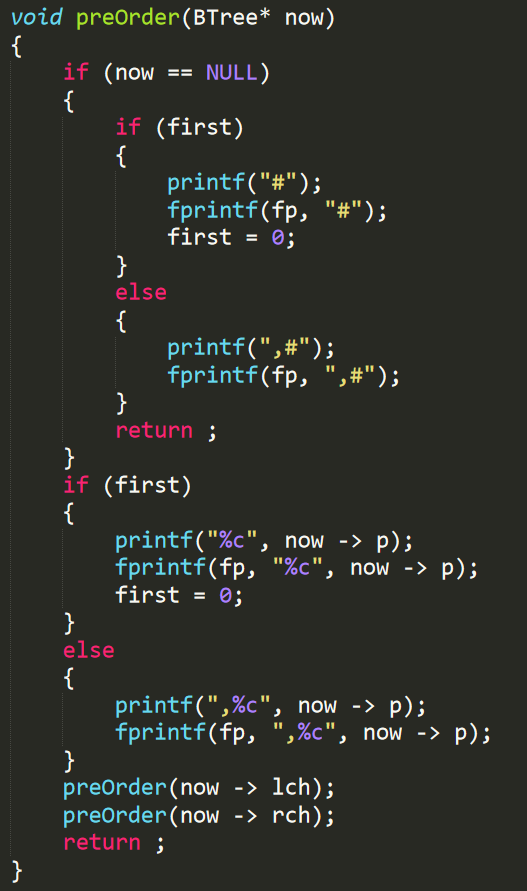 void preOrder(BTree* now)
{
    if (now == NULL)
    {
        if (first)
        {
            printf("#");
            fprintf(fp, "#");
            first = 0;
        }
        else
        {
            printf(",#");
            fprintf(fp, ",#");
        }
        return ;
    }
    if (first)
    {
        printf("%c", now -> p);
        fprintf(fp, "%c", now -> p);
        first = 0;
    }
    else
    {
        printf(",%c", now -> p);
        fprintf(fp, ",%c", now -> p);
    }
    preOrder(now -> lch);
    preOrder(now -> rch);
    return ;
}